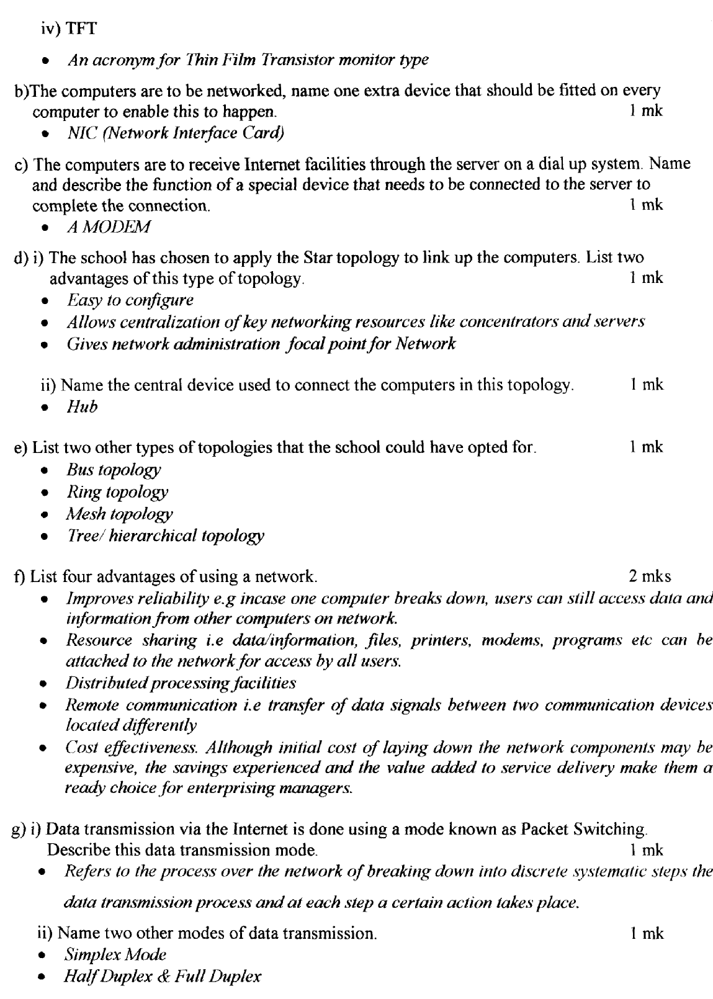 iv) TFT
• An acronym for Thin Film Transistor monitor type
b)The computers are to be networked, name one extra device that should be fitted on every
computer to enable this to happen. 1 mk
• NIC (Network Interface Card)
c) The computers are to receive Internet facilities through the server on a dial up system. Name
and describe the function of a special device that needs to be connected to the server to
complete the connection. 1 mk
• A MODEM
d) i) The school has chosen to apply the Star topology to link up the computers. List two
advantages of this type of topology. 1 mk
• Easy to configure
• Allows centralization of key networking resources like concentrators and servers
• Gives network administration focal point for Network
ii) Name the central device used to connect the computers in this topology. 1 mk
• Hub
e) List two other types of topologies that the school could have opted for. 1 mk
• Bus topology
• Ring topology
• Mesh topology
• Tree/ hierarchical topology
f) List four advantages of using a network. 2 mks
• Improves reliability e.g incase one computer breaks down, users can still access data and
information from other computers on network.
• Resource sharing i.e data/information, files, printers, modems, programs etc can be
attached to the network for access by all users.
• Distributed processing facilities
• Remote communication i.e transfer of data signals between two communication devices
located differently
• Cost effectiveness. Although initial cost of laying down the network components may be
expensive, the savings experienced and the value added to service delivery make them a
ready choice for enterprising managers.
g) i) Data transmission via the Internet is done using a mode known as Packet Switching.
Describe this data transmission mode. 1 mk
• Refers to the process over the network of breaking down into discrete systematic steps the
data transmission process and at each step a certain action takes place.
ii) Name two other modes of data transmission. 1 mk
• Simplex Mode
• Half Duplex & Full Duplex